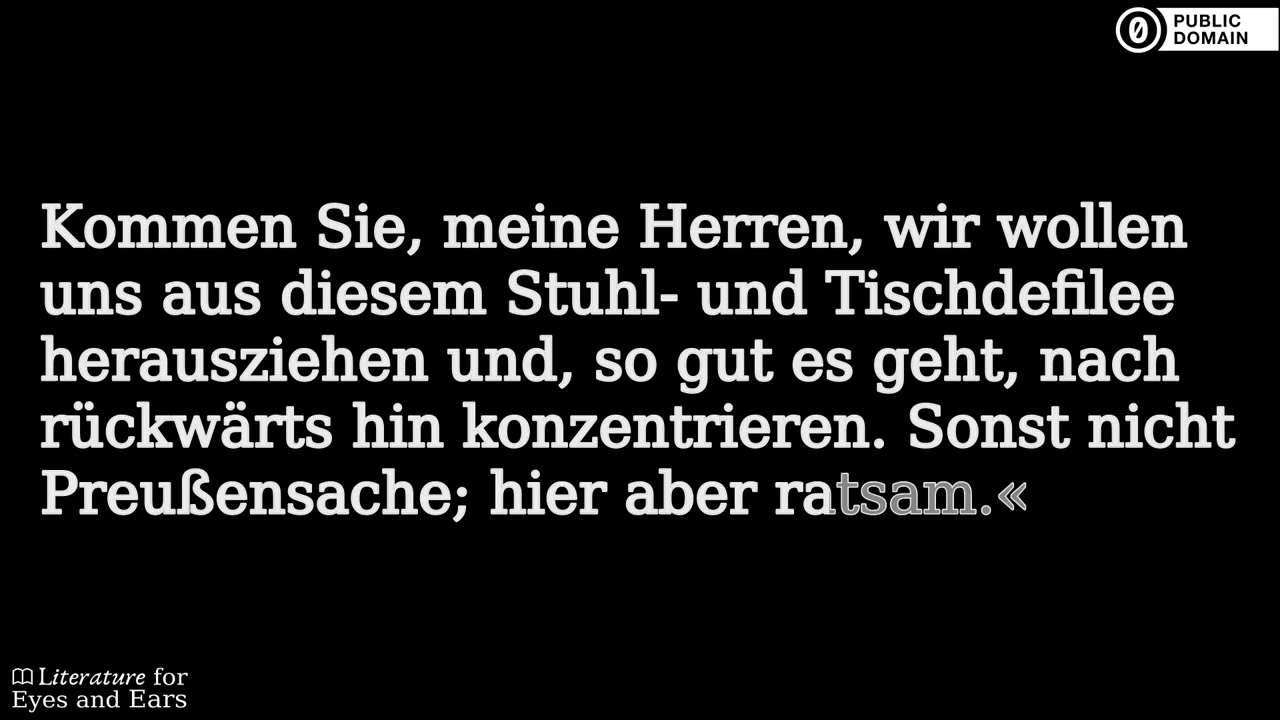 PUBLIC
DOMAIN
Kommen Sie, meine Herren, wir wollen
uns aus diesem Stuhl- und Tischdefilee
herausziehen und, so gut es geht, nach
rückwärts hin konzentrieren. Sonst nicht
Preußensache; hier aber ratsam.«
Literature for
Eyes and Ears